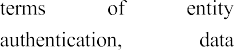 terms of entity
authentication, data